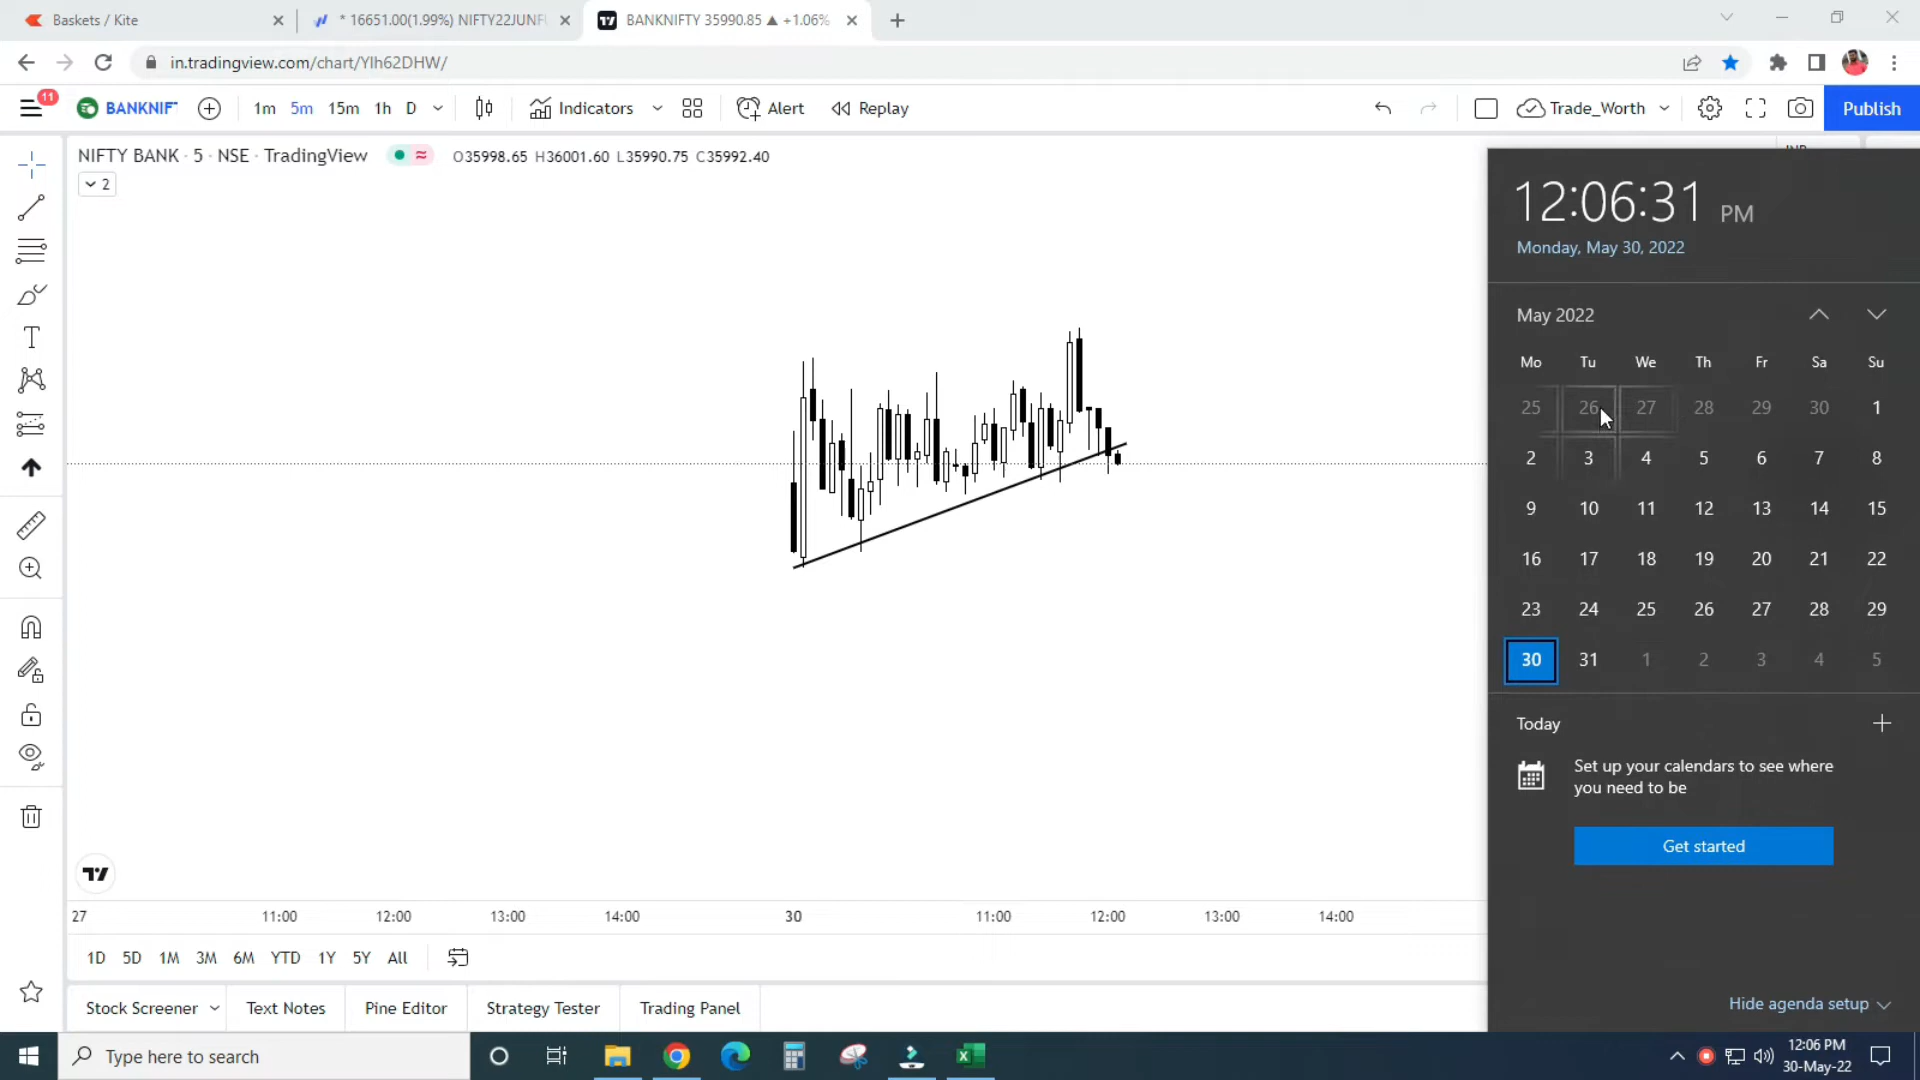 Baskets / Kite
* 16651.00(1.99%) NIFTY22JUNF
BANKNIFTY 35990.85 ▲ +1.06%
in.tradingview.com/chart/YIh62DHW/
11
BANKNIF
1m 5m 15m 1h D
Indicators
Alert
Replay
Trade_Worth
Publish
NIFTY BANK · 5 · NSE · TradingView
O35998.65 H36001.60 L35990.75 C35992.40
2
12:06:31 PM
Monday, May 30, 2022
May 2022
Mo Tu We Th Fr Sa Su
25 26 27 28 29 30 1
2 3 4 5 6 7 8
9 10 11 12 13 14 15
16 17 18 19 20 21 22
23 24 25 26 27 28 29
30 31 1 2 3 4 5
Today
Set up your calendars to see where
you need to be
Get started
Hide agenda setup
27 11:00 12:00 13:00 14:00 30 11:00 12:00 13:00 14:00
1D 5D 1M 3M 6M YTD 1Y 5Y All
Stock Screener
Text Notes
Pine Editor
Strategy Tester
Trading Panel
Type here to search
12:06 PM
30-May-22